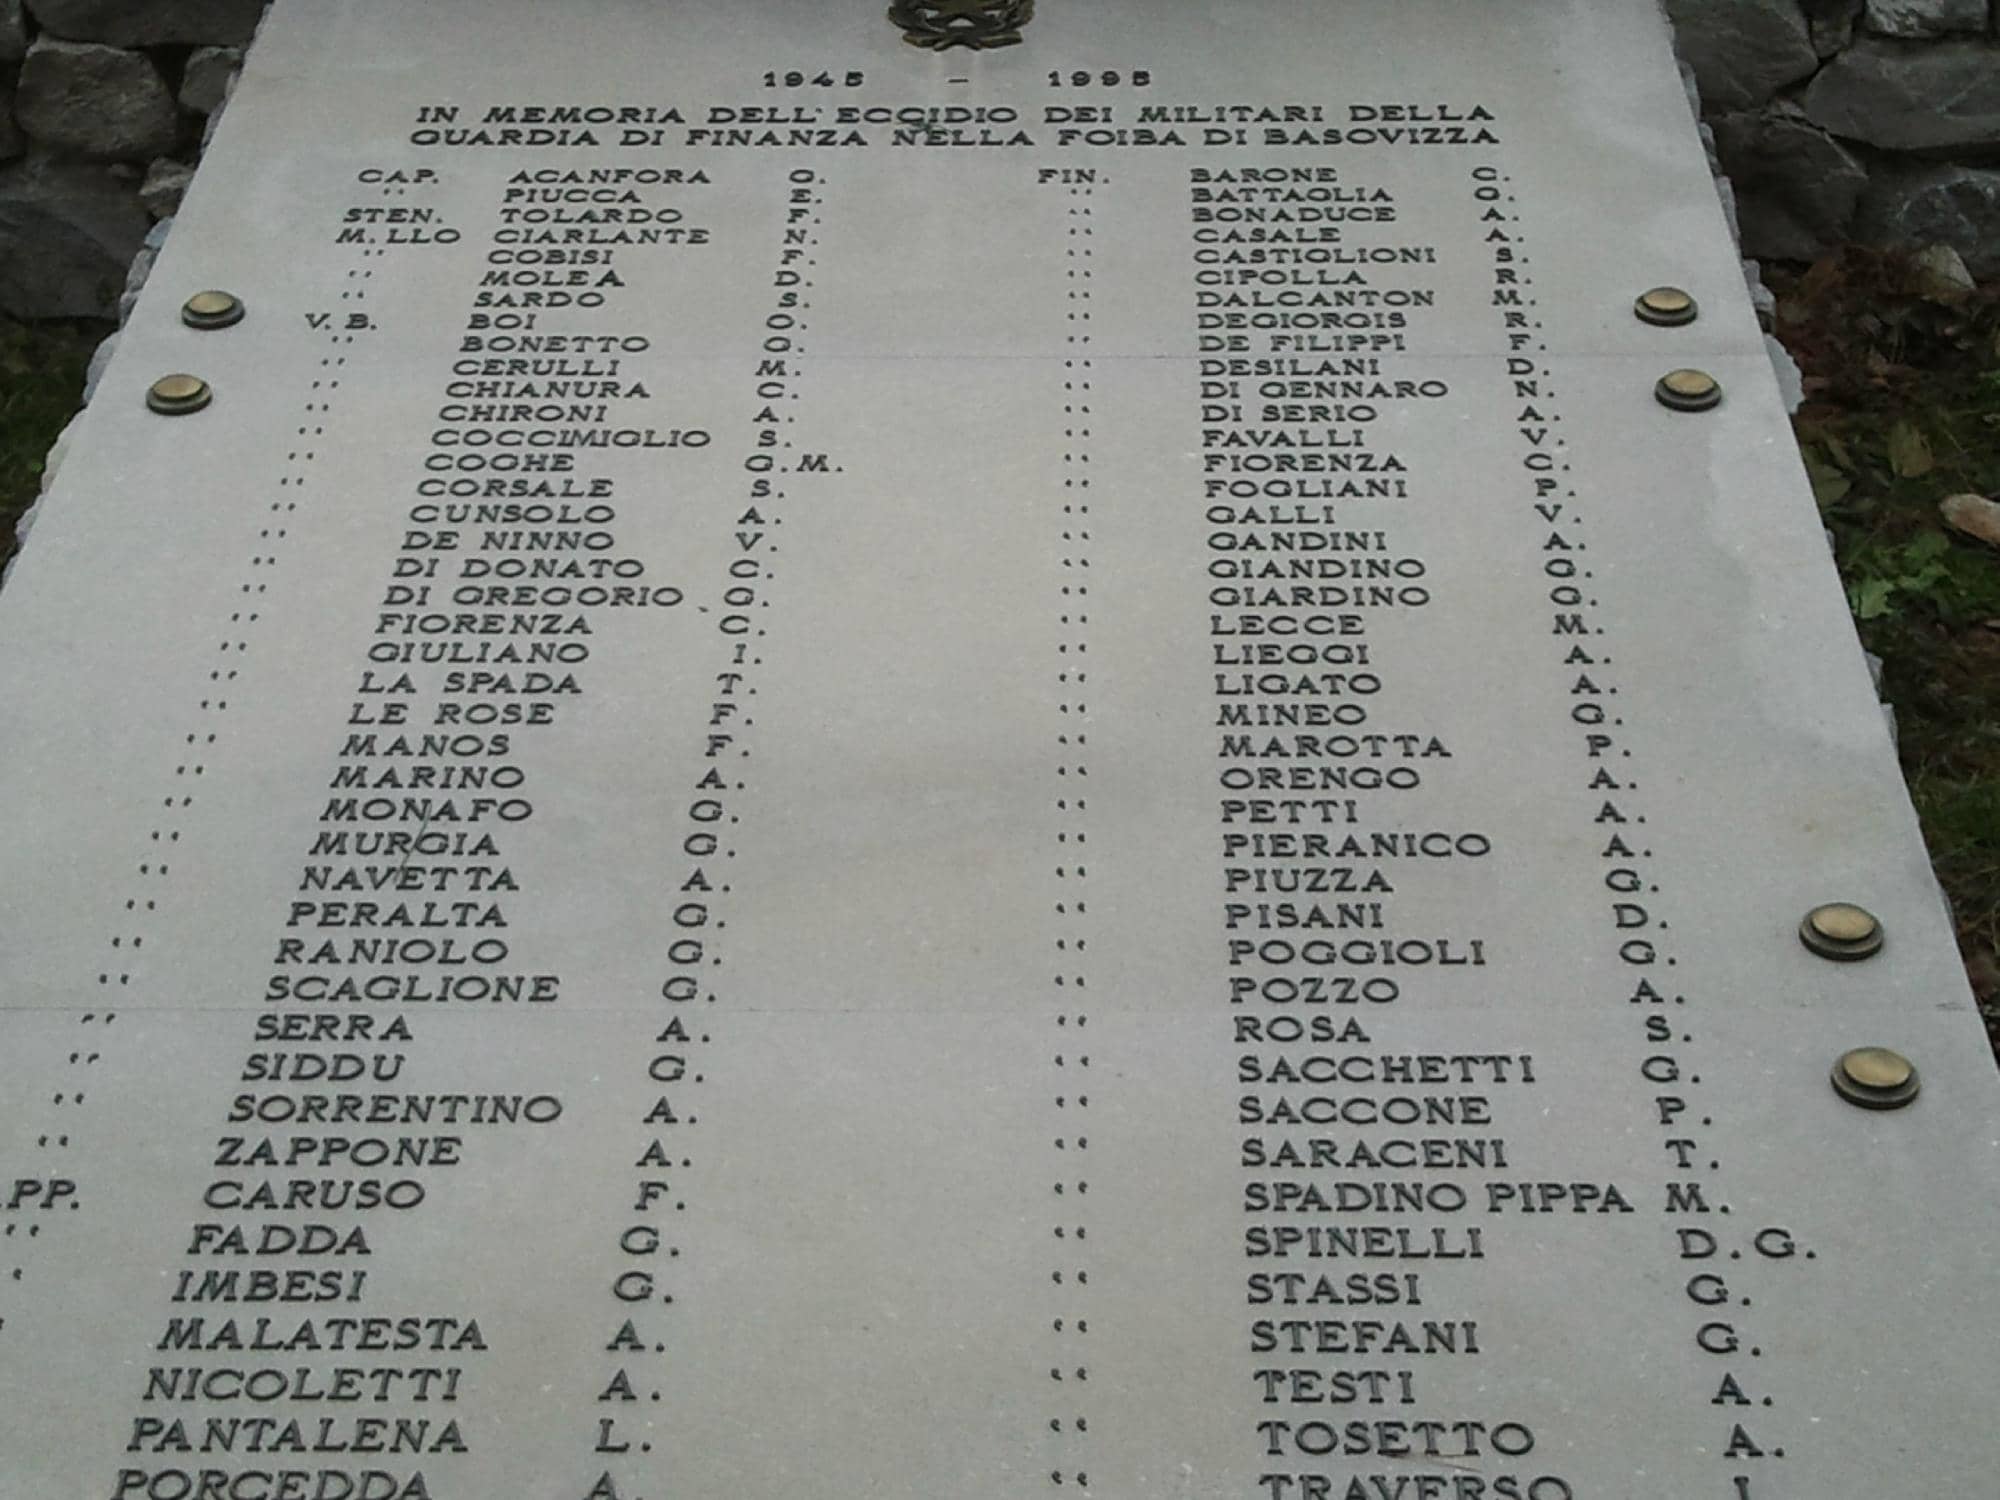 1945 - 1995
IN MEMORIA DELL'ECCIDIO DEI MILITARI DELLA
GUARDIA DI FINANZA NELLA FOIBA DI BASOVIZZA
CAP. ACANFORA O.
" PIUCCA E.
STEN. TOLARDO F.
M.LLO CIARLANTE N.
" COBISI F.
" MOLEA D.
" SARDO S.
V. B. BOI O.
" BONETTO G.
" CERULLI M.
" CHIANURA C.
" CHIRONI A.
" COCCIMIGLIO S.
" COGHE G.M.
" CORSALE S.
" CUNSOLO A.
" DE NINNO V.
" DI DONATO C.
" DI GREGORIO G.
" FIORENZA C.
" GIULIANO I.
" LA SPADA T.
" LE ROSE F.
" MANOS F.
" MARINO A.
" MONAFO G.
" MURGIA G.
" NAVETTA A.
" PERALTA G.
" RANIOLO G.
" SCAGLIONE G.
" SERRA A.
" SIDDU G.
" SORRENTINO A.
" ZAPPONE A.
PP. CARUSO F.
" FADDA G.
IMBESI G.
MALATESTA A.
NICOLETTI A.
PANTALENA L.
PORCEDDA A.
FIN. BARONE C.
" BATTAGLIA O.
" BONADUCE A.
" CASALE A.
" CASTIGLIONI S.
" CIPOLLA R.
" DALCANTON M.
" DEGIORGIS R.
" DE FILIPPI F.
" DESILANI D.
" DI GENNARO N.
" DI SERIO A.
" FAVALLI V.
" FIORENZA C.
" FOGLIANI P.
" GALLI V.
" GANDINI A.
" GIANDINO G.
" GIARDINO G.
" LECCE M.
" LIEGGI A.
" LIGATO A.
" MINEO G.
" MAROTTA P.
" ORENGO A.
" PETTI A.
" PIERANICO A.
" PIUZZA G.
" PISANI D.
" POGGIOLI G.
" POZZO A.
" ROSA S.
" SACCHETTI G.
" SACCONE P.
" SARACENI T.
" SPADINO PIPPA M.
" SPINELLI D.G.
" STASSI G.
" STEFANI G.
" TESTI A.
" TOSETTO A.
" TRAVERSO